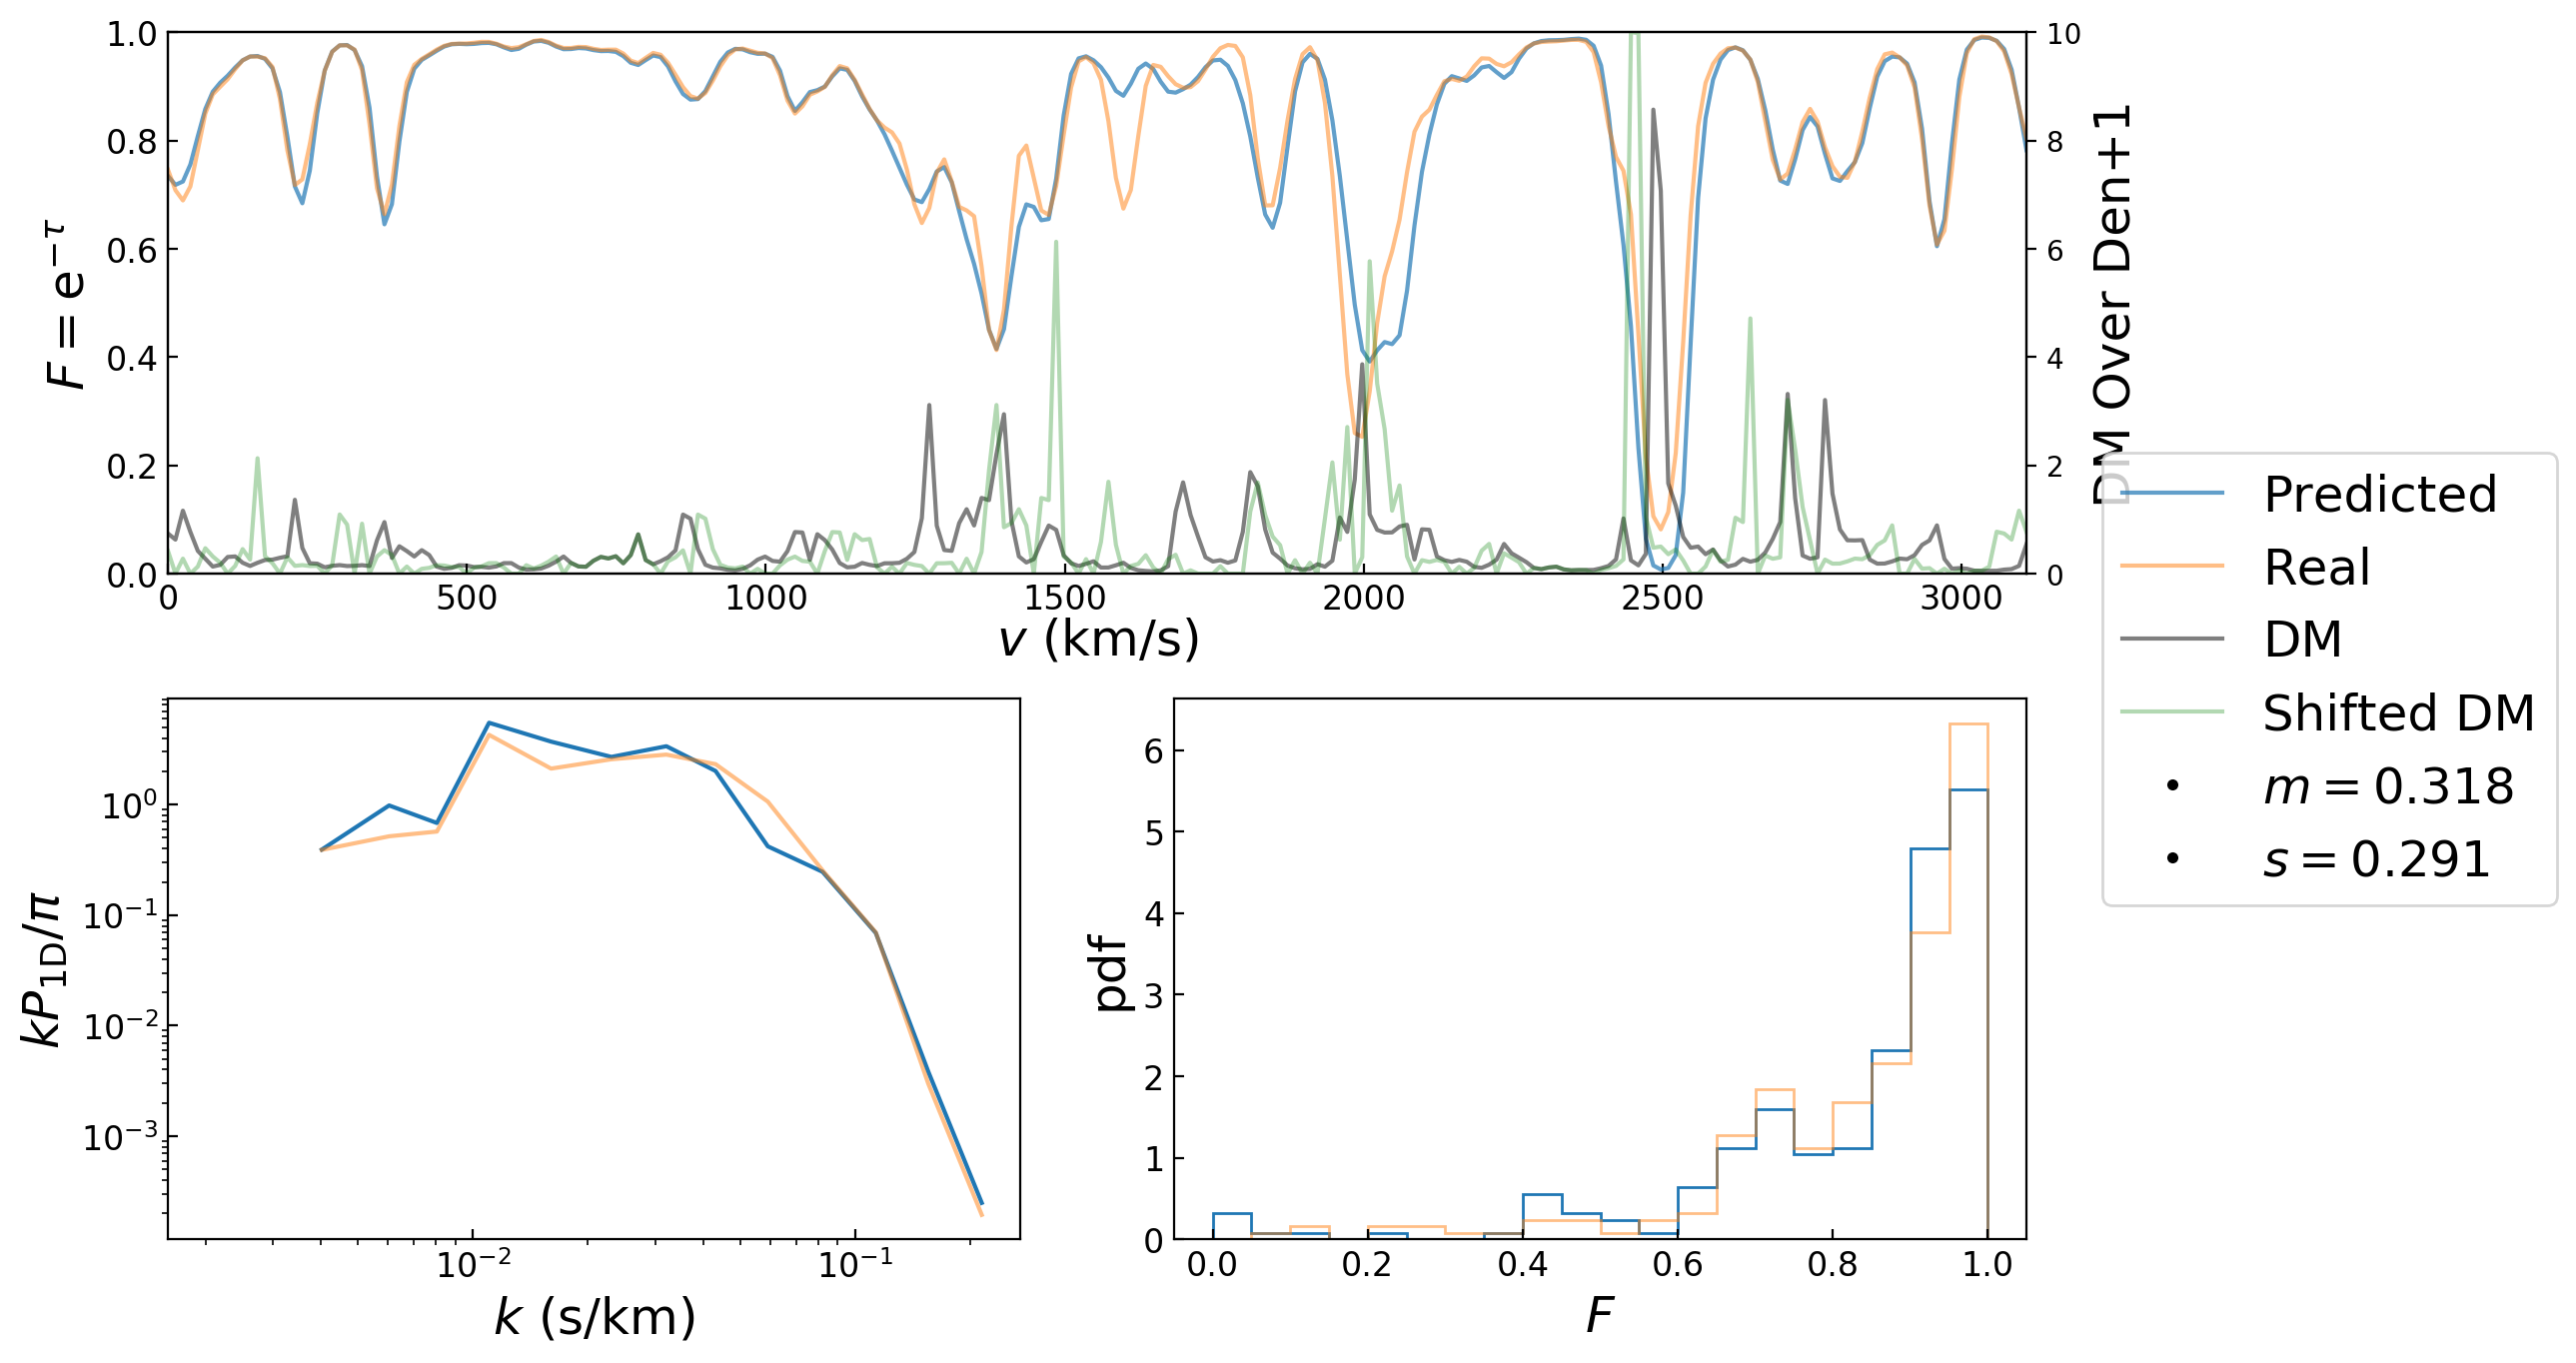 1.0
0.8
0.6
0.4
0.2
0.0
F = e^{−τ}
10
8
6
4
2
0
DM Over Den+1
0 500 1000 1500 2000 2500 3000
v (km/s)
Predicted
Real
DM
Shifted DM
m = 0.318
s = 0.291
10^0
10^{−1}
10^{−2}
10^{−3}
kP_{1D}/π
10^{−2} 10^{−1}
k (s/km)
6
5
4
3
2
1
0
pdf
0.0 0.2 0.4 0.6 0.8 1.0
F